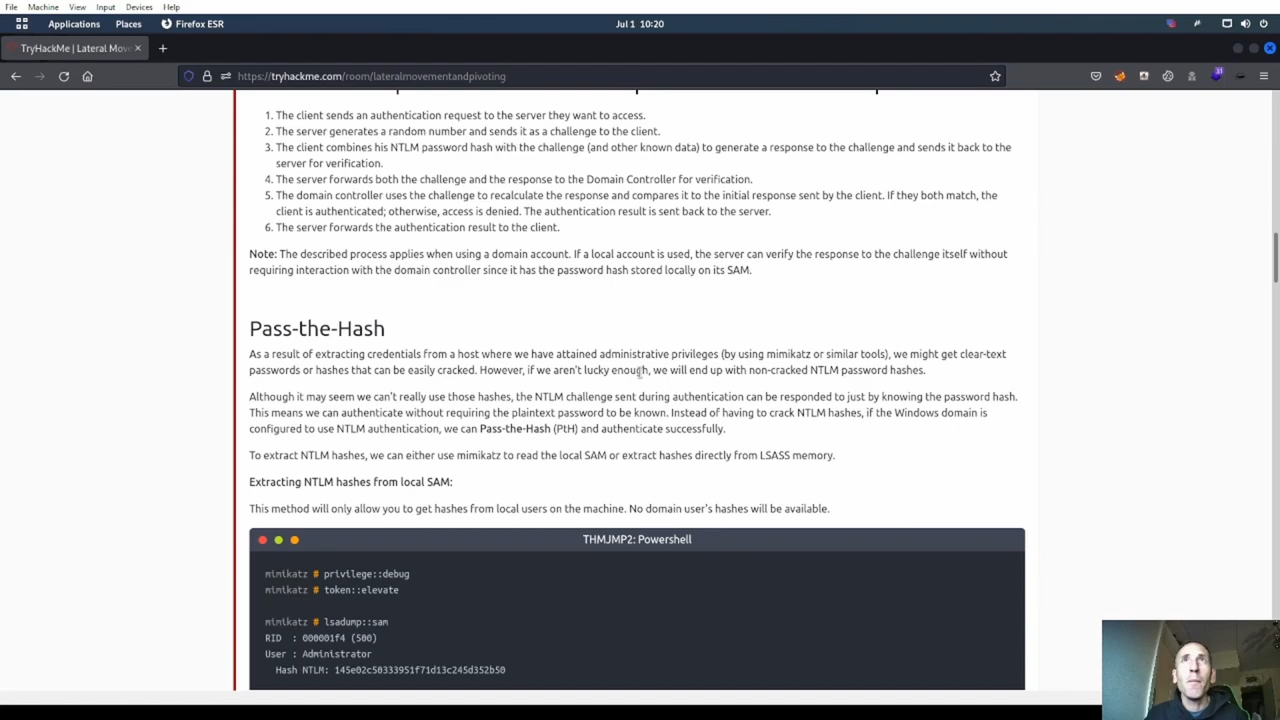 File Machine View Input Devices Help
Applications Places Firefox ESR Jul 1 10:20
TryHackMe | Lateral Mov
https://tryhackme.com/room/lateralmovementandpivoting
1. The client sends an authentication request to the server they want to access.
2. The server generates a random number and sends it as a challenge to the client.
3. The client combines his NTLM password hash with the challenge (and other known data) to generate a response to the challenge and sends it back to the
server for verification.
4. The server forwards both the challenge and the response to the Domain Controller for verification.
5. The domain controller uses the challenge to recalculate the response and compares it to the initial response sent by the client. If they both match, the
client is authenticated; otherwise, access is denied. The authentication result is sent back to the server.
6. The server forwards the authentication result to the client.
Note: The described process applies when using a domain account. If a local account is used, the server can verify the response to the challenge itself without
requiring interaction with the domain controller since it has the password hash stored locally on its SAM.
Pass-the-Hash
As a result of extracting credentials from a host where we have attained administrative privileges (by using mimikatz or similar tools), we might get clear-text
passwords or hashes that can be easily cracked. However, if we aren't lucky enough, we will end up with non-cracked NTLM password hashes.
Although it may seem we can't really use those hashes, the NTLM challenge sent during authentication can be responded to just by knowing the password hash.
This means we can authenticate without requiring the plaintext password to be known. Instead of having to crack NTLM hashes, if the Windows domain is
configured to use NTLM authentication, we can Pass-the-Hash (PtH) and authenticate successfully.
To extract NTLM hashes, we can either use mimikatz to read the local SAM or extract hashes directly from LSASS memory.
Extracting NTLM hashes from local SAM:
This method will only allow you to get hashes from local users on the machine. No domain user's hashes will be available.
THMJMP2: Powershell
mimikatz # privilege::debug
mimikatz # token::elevate
mimikatz # lsadump::sam
RID : 000001f4 (500)
User : Administrator
Hash NTLM: 145e02c50333951f71d13c245d352b50